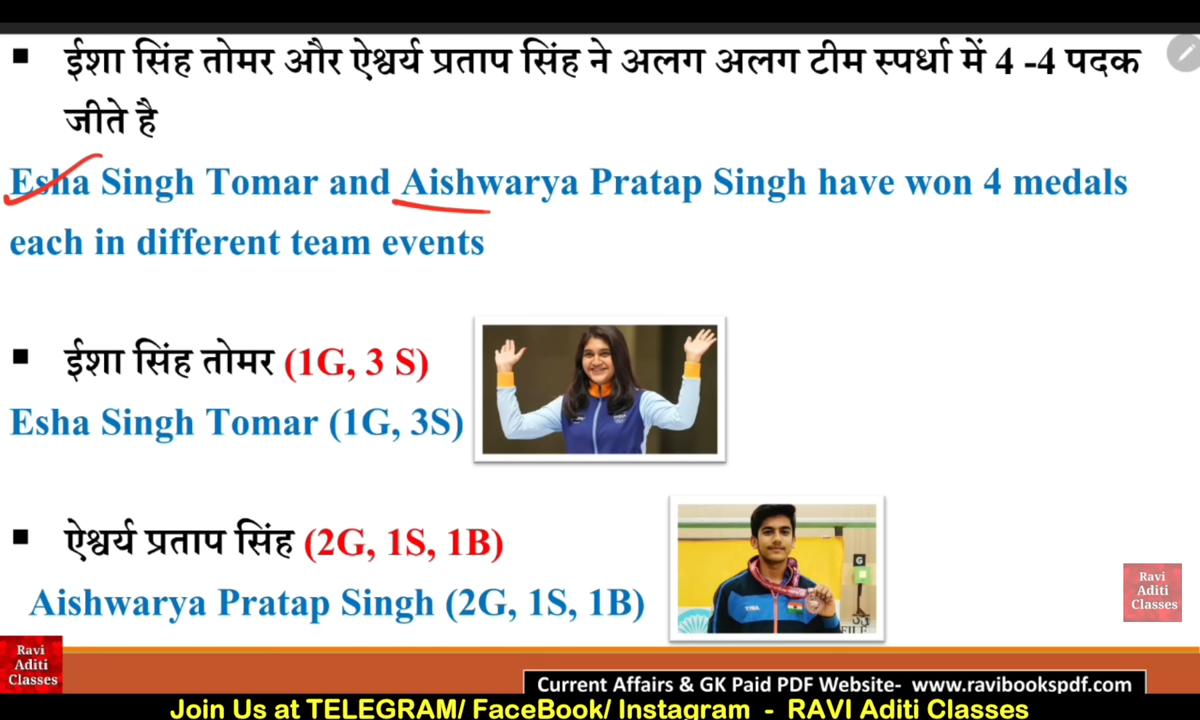 ▪ ईशा सिंह तोमर और ऐश्वर्य प्रताप सिंह ने अलग अलग टीम स्पर्धा में 4 -4 पदक
जीते है
Esha Singh Tomar and Aishwarya Pratap Singh have won 4 medals
each in different team events
▪ ईशा सिंह तोमर (1G, 3 S)
Esha Singh Tomar (1G, 3S)
▪ ऐश्वर्य प्रताप सिंह (2G, 1S, 1B)
Aishwarya Pratap Singh (2G, 1S, 1B)
G
Ravi
Aditi
Classes
Ravi
Aditi
Classes
Current Affairs & GK Paid PDF Website- www.ravibookspdf.com
Join Us at TELEGRAM/ FaceBook/ Instagram - RAVI Aditi Classes